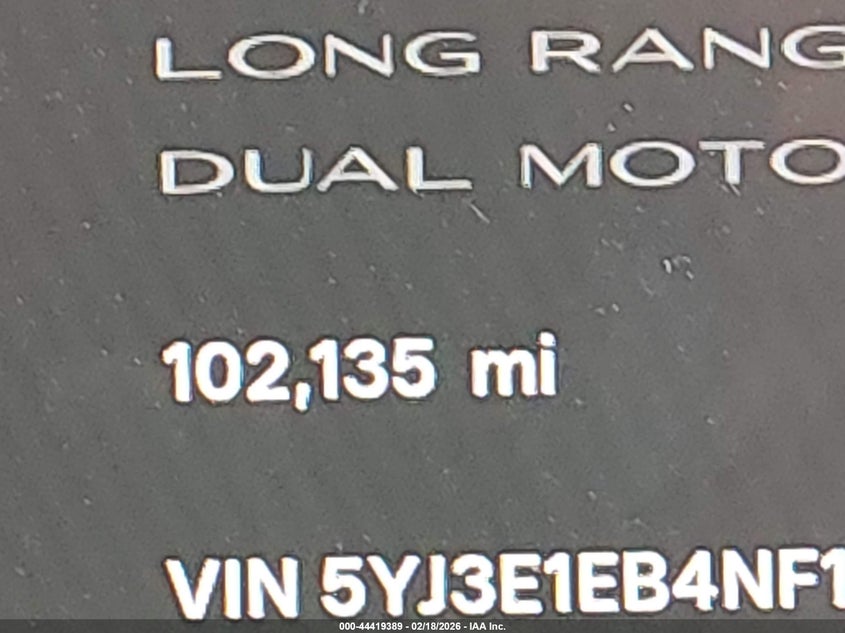 LONG RANG
DUAL MOTO
102,135 mi
VIN 5YJ3E1EB4NF1
000-44419389 - 02/18/2026 - IAA Inc.